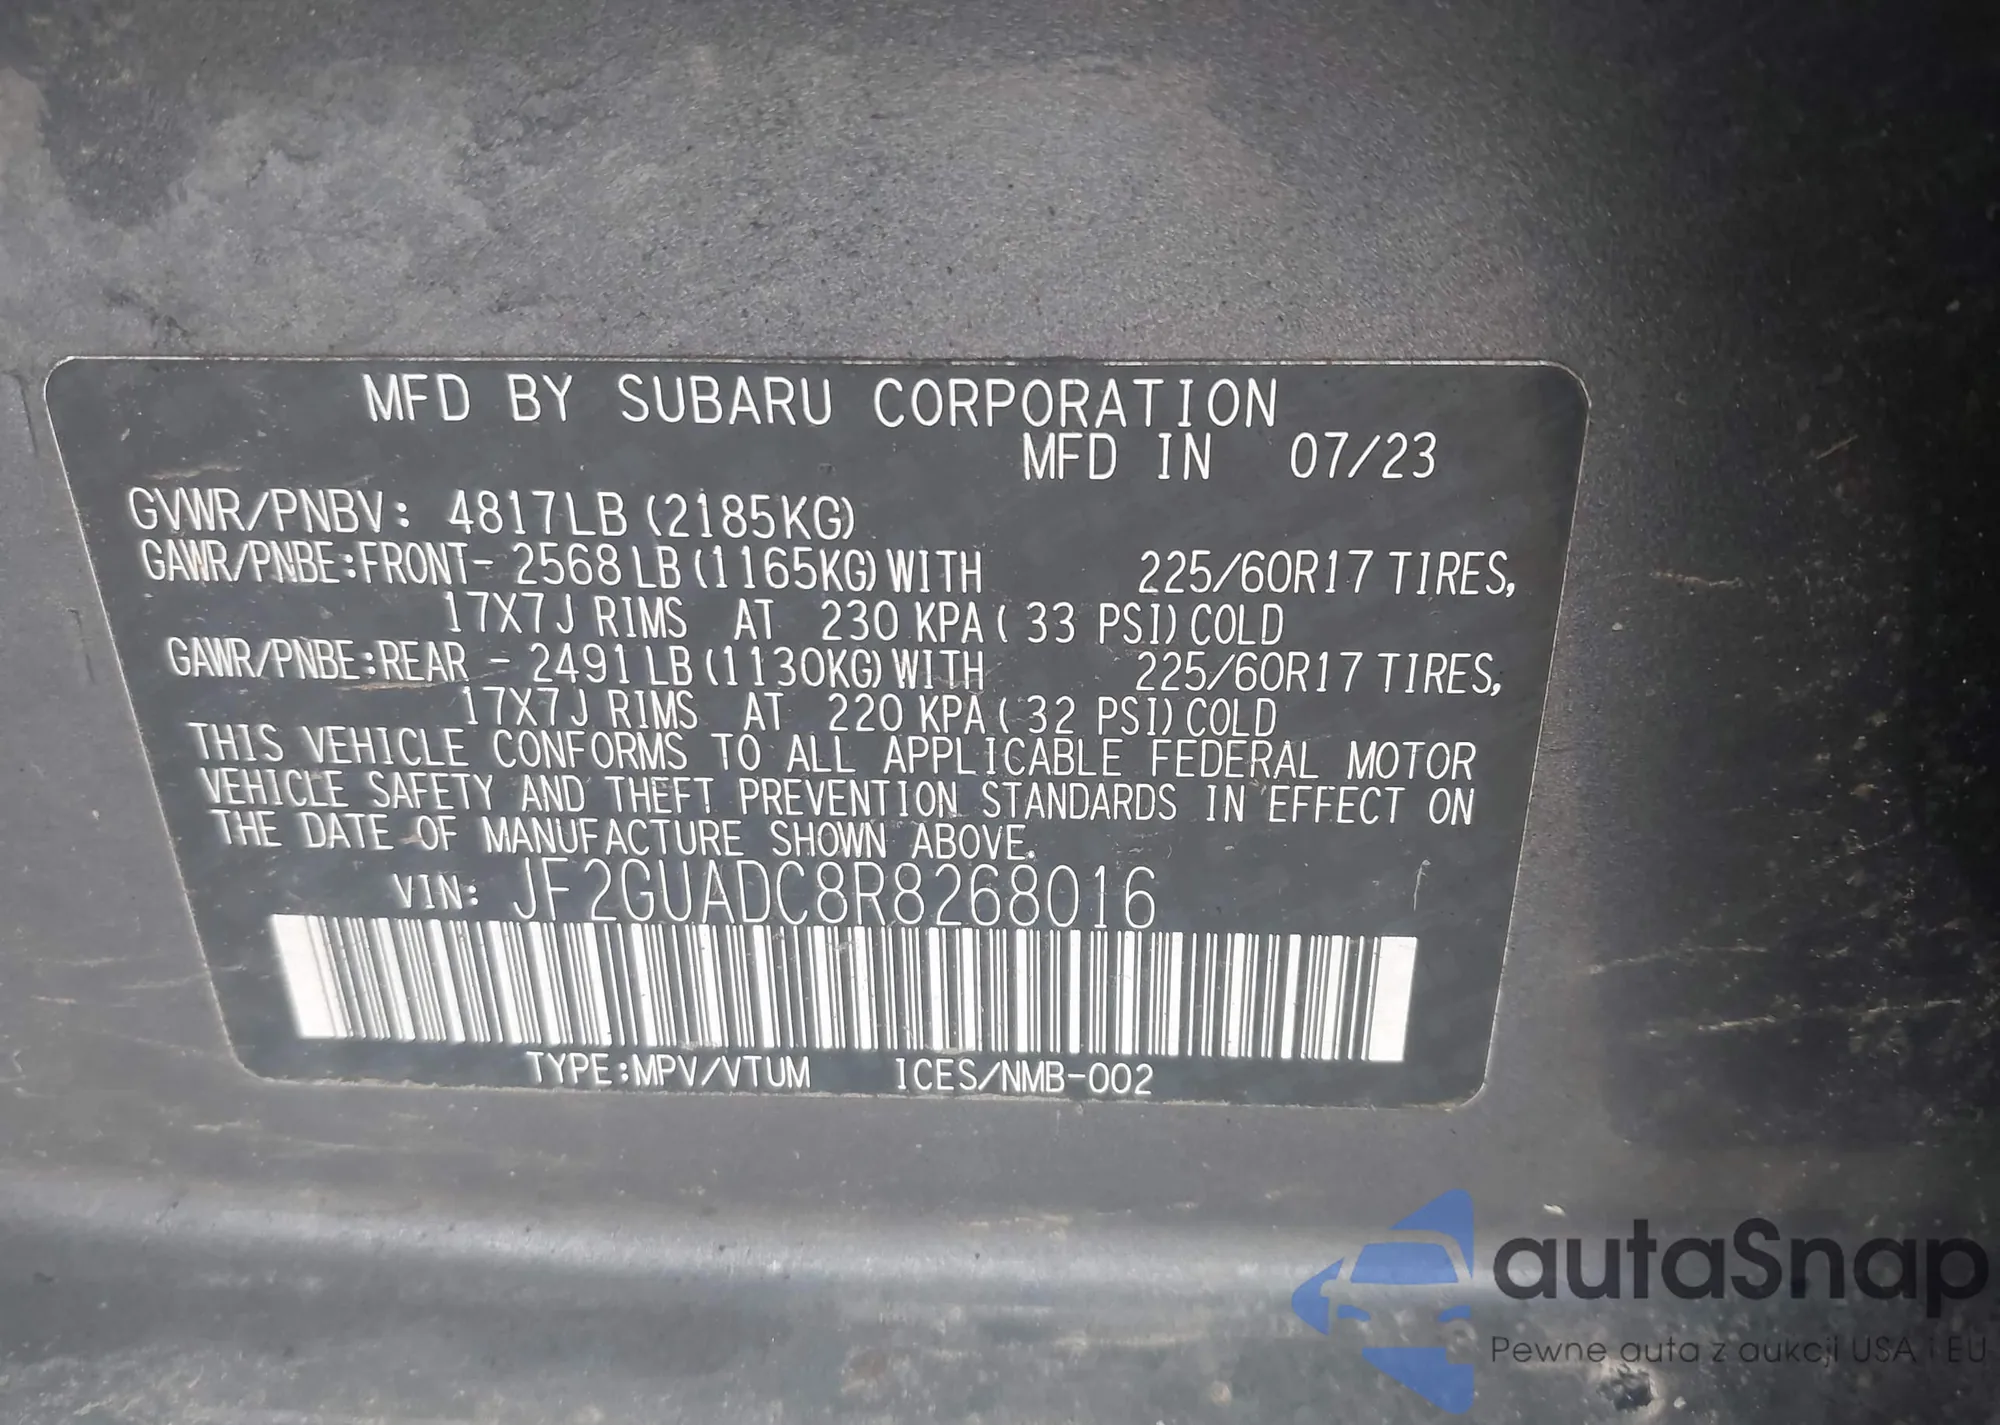 MFD BY SUBARU CORPORATION
MFD IN 07/23
GVWR/PNBV: 4817LB (2185KG)
GAWR/PNBE:FRONT- 2568LB (1165KG) WITH 225/60R17 TIRES,
17X7J RIMS AT 230 KPA ( 33 PSI) COLD
GAWR/PNBE:REAR - 2491LB (1130KG) WITH 225/60R17 TIRES,
17X7J RIMS AT 220 KPA ( 32 PSI) COLD
THIS VEHICLE CONFORMS TO ALL APPLICABLE FEDERAL MOTOR
VEHICLE SAFETY AND THEFT PREVENTION STANDARDS IN EFFECT ON
THE DATE OF MANUFACTURE SHOWN ABOVE.
VIN: JF2GUADC8R8268016
TYPE:MPV/VTUM ICES/NMB-002
autaSnap
Pewne auta z aukcji USA i EU